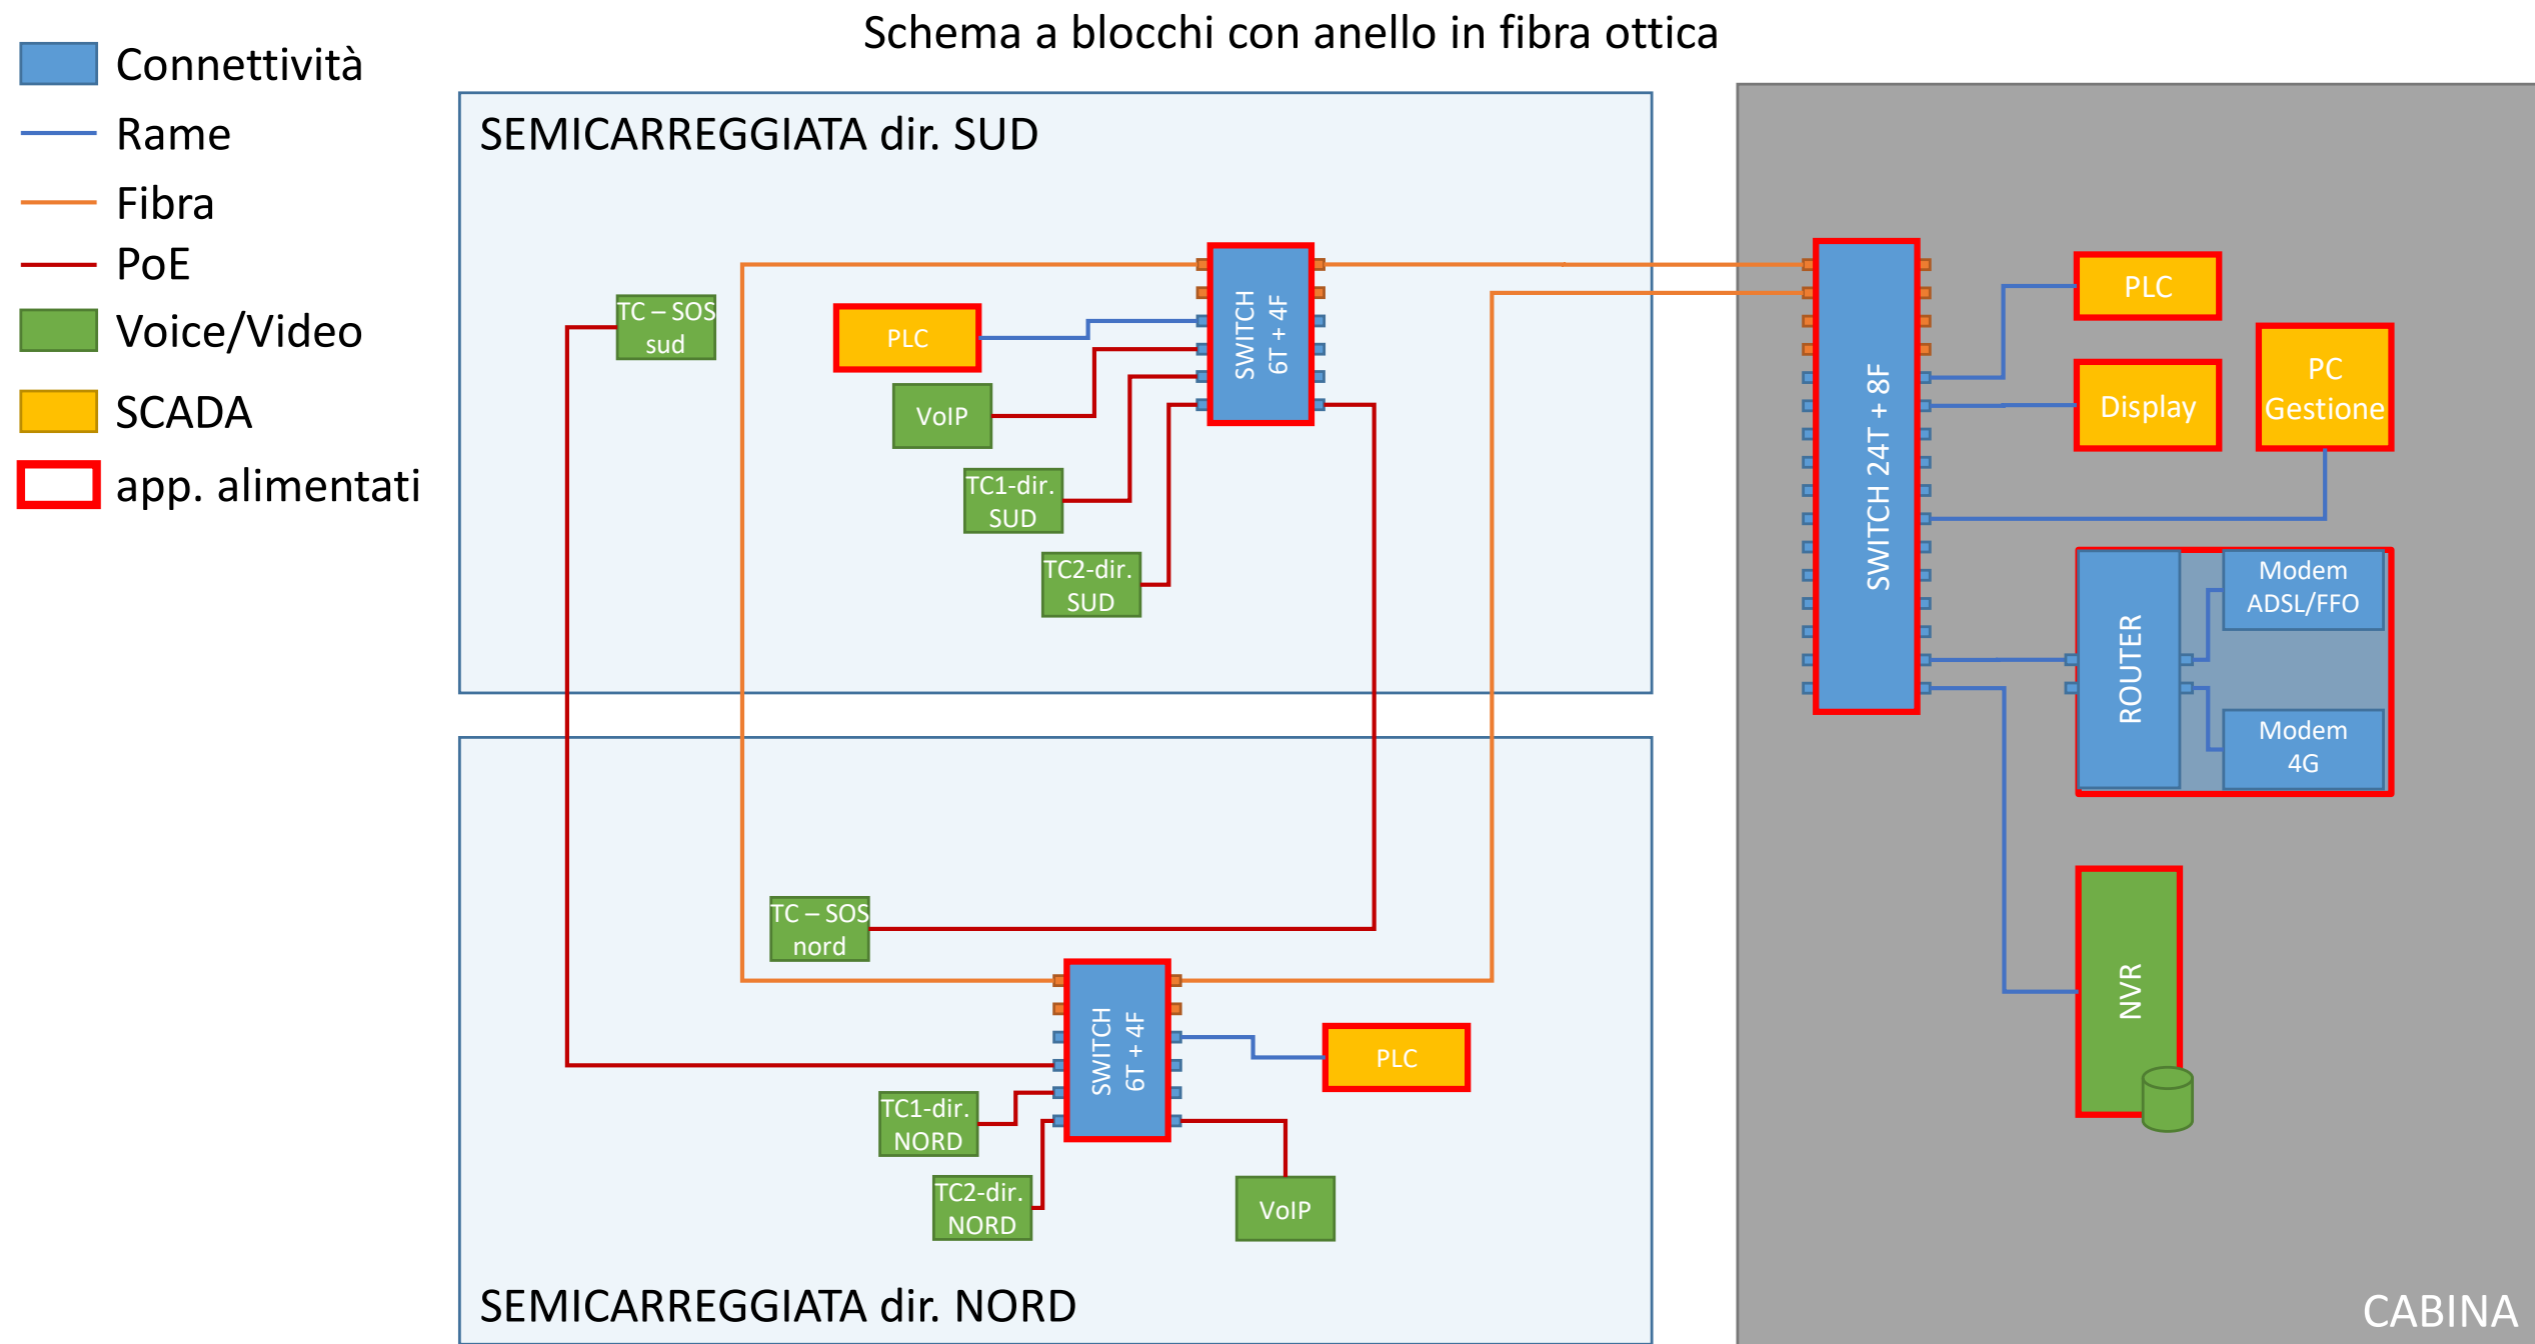 Schema a blocchi con anello in fibra ottica
Connettività
Rame
Fibra
PoE
Voice/Video
SCADA
app. alimentati
SEMICARREGGIATA dir. SUD
TC – SOS
sud
PLC
VoIP
TC1-dir.
SUD
TC2-dir.
SUD
SWITCH
6T + 4F
SEMICARREGGIATA dir. NORD
TC – SOS
nord
SWITCH
6T + 4F
PLC
TC1-dir.
NORD
TC2-dir.
NORD
VoIP
SWITCH 24T + 8F
PLC
Display
PC
Gestione
ROUTER
Modem
ADSL/FFO
Modem
4G
NVR
CABINA